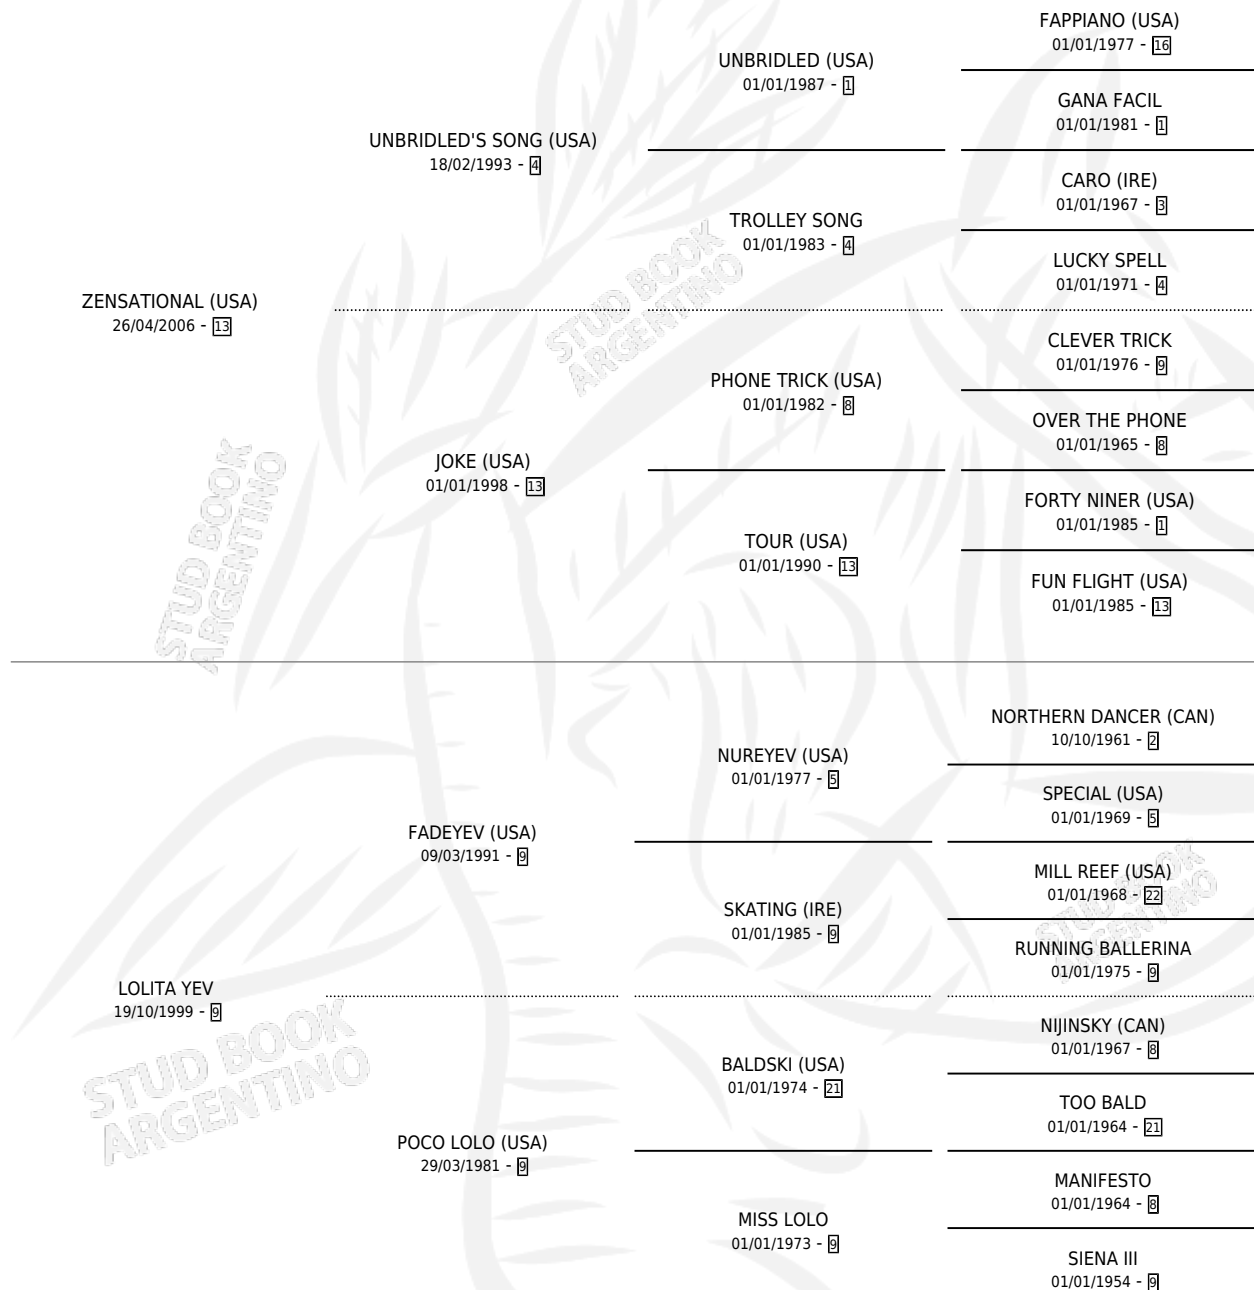 FAPPIANO (USA)
01/01/1977 - 16
UNBRIDLED (USA)
01/01/1987 - 1
GANA FACIL
01/01/1981 - 1
UNBRIDLED'S SONG (USA)
18/02/1993 - 4
CARO (IRE)
01/01/1967 - 3
TROLLEY SONG
01/01/1983 - 4
LUCKY SPELL
01/01/1971 - 4
ZENSATIONAL (USA)
26/04/2006 - 13
STUD BOOK
ARGENTINO
CLEVER TRICK
01/01/1976 - 9
PHONE TRICK (USA)
01/01/1982 - 8
OVER THE PHONE
01/01/1965 - 8
JOKE (USA)
01/01/1998 - 13
FORTY NINER (USA)
01/01/1985 - 1
TOUR (USA)
01/01/1990 - 13
FUN FLIGHT (USA)
01/01/1985 - 13
STUD BOOK
ARGENTINO
NORTHERN DANCER (CAN)
10/10/1961 - 2
NUREYEV (USA)
01/01/1977 - 5
SPECIAL (USA)
01/01/1969 - 5
FADEYEV (USA)
09/03/1991 - 9
MILL REEF (USA)
01/01/1968 - 22
SKATING (IRE)
01/01/1985 - 9
STUD BOOK
ARGENTINO
RUNNING BALLERINA
01/01/1975 - 9
LOLITA YEV
19/10/1999 - 9
NIJINSKY (CAN)
01/01/1967 - 8
BALDSKI (USA)
01/01/1974 - 21
TOO BALD
01/01/1964 - 21
STUD BOOK
ARGENTINO
POCO LOLO (USA)
29/03/1981 - 9
MANIFESTO
01/01/1964 - 8
MISS LOLO
01/01/1973 - 9
SIENA III
01/01/1954 - 9